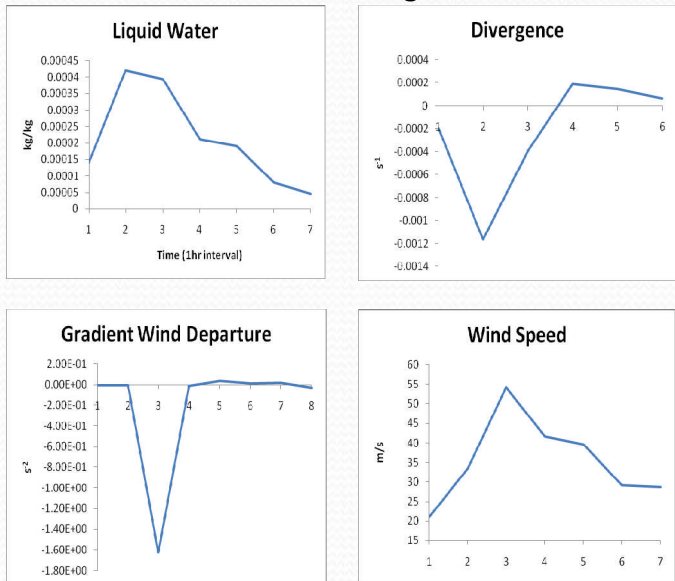 Liquid Water
kg/kg
0.00045
0.0004
0.00035
0.0003
0.00025
0.0002
0.00015
0.0001
0.00005
0
1 2 3 4 5 6 7
Time (1hr interval)
Divergence
s⁻¹
0.0004
0.0002
0
-0.0002
-0.0004
-0.0006
-0.0008
-0.001
-0.0012
-0.0014
1 2 3 4 5 6
Gradient Wind Departure
s⁻²
2.00E-01
0.00E+00
-2.00E-01
-4.00E-01
-6.00E-01
-8.00E-01
-1.00E+00
-1.20E+00
-1.40E+00
-1.60E+00
-1.80E+00
1 2 3 4 5 6 7 8
Wind Speed
m/s
60
55
50
45
40
35
30
25
20
15
1 2 3 4 5 6 7